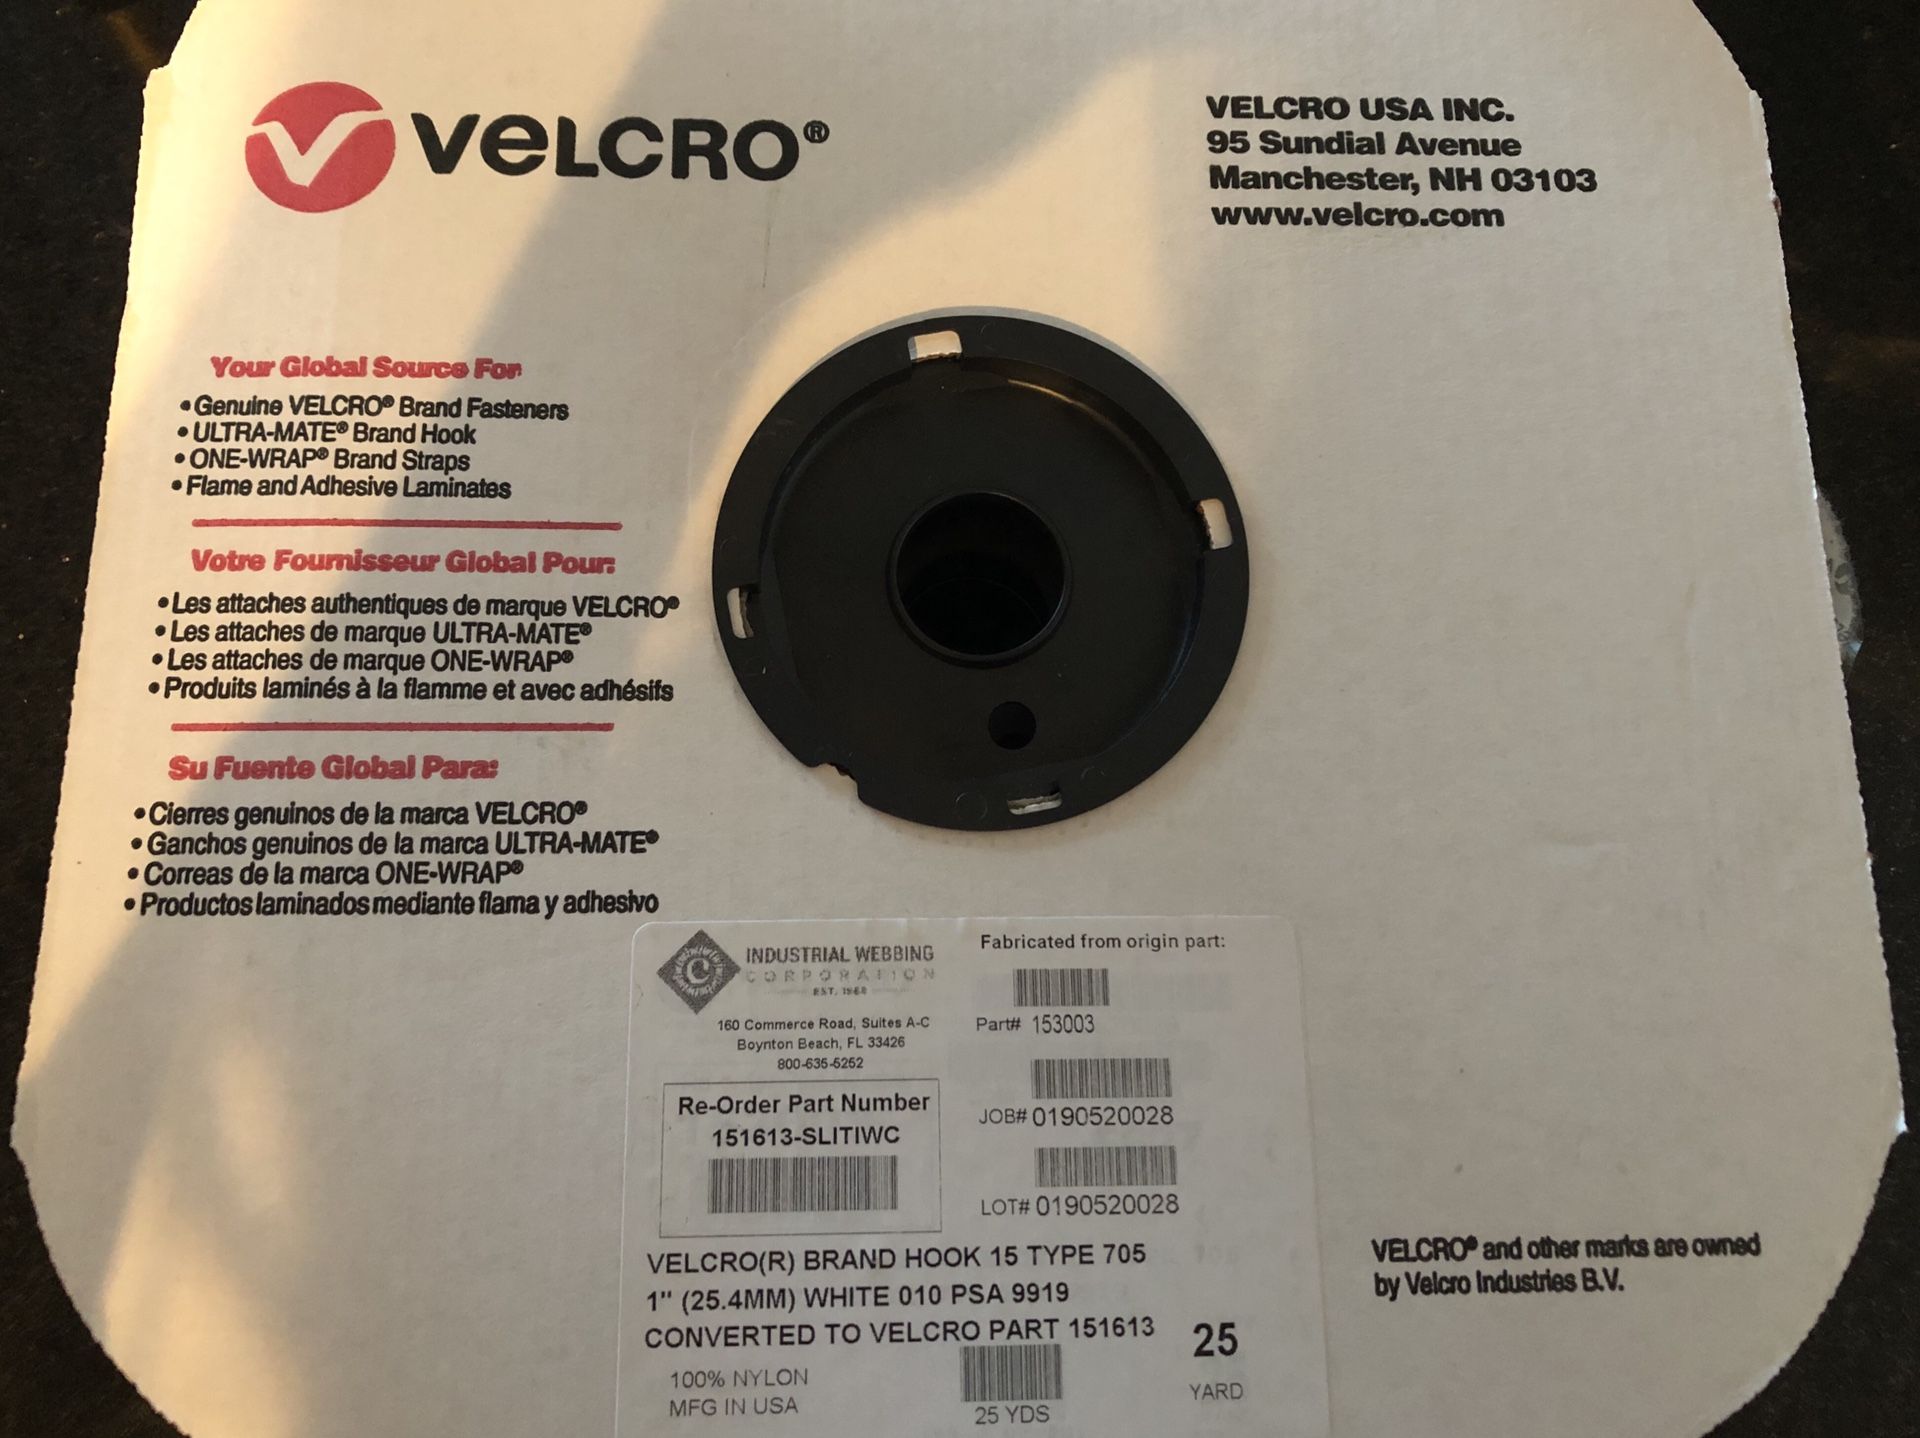 VELCRO®
VELCRO USA INC.
95 Sundial Avenue
Manchester, NH 03103
www.velcro.com
Your Global Source For:
• Genuine VELCRO® Brand Fasteners
• ULTRA-MATE® Brand Hook
• ONE-WRAP® Brand Straps
• Flame and Adhesive Laminates
Votre Fournisseur Global Pour:
• Les attaches authentiques de marque VELCRO®
• Les attaches de marque ULTRA-MATE®
• Les attaches de marque ONE-WRAP®
• Produits laminés à la flamme et avec adhésifs
Su Fuente Global Para:
• Cierres genuinos de la marca VELCRO®
• Ganchos genuinos de la marca ULTRA-MATE®
• Correas de la marca ONE-WRAP®
• Productos laminados mediante flama y adhesivo
INDUSTRIAL WEBBING
CORPORATION
EST. 1968
160 Commerce Road, Suites A-C
Boynton Beach, FL 33426
800-635-5252
Re-Order Part Number
151613-SLITIWC
Fabricated from origin part:
Part# 153003
JOB# 0190520028
LOT# 0190520028
VELCRO(R) BRAND HOOK 15 TYPE 705
1" (25.4MM) WHITE 010 PSA 9919
CONVERTED TO VELCRO PART 151613
100% NYLON
MFG IN USA
25 YDS
25
YARD
VELCRO® and other marks are owned
by Velcro Industries B.V.